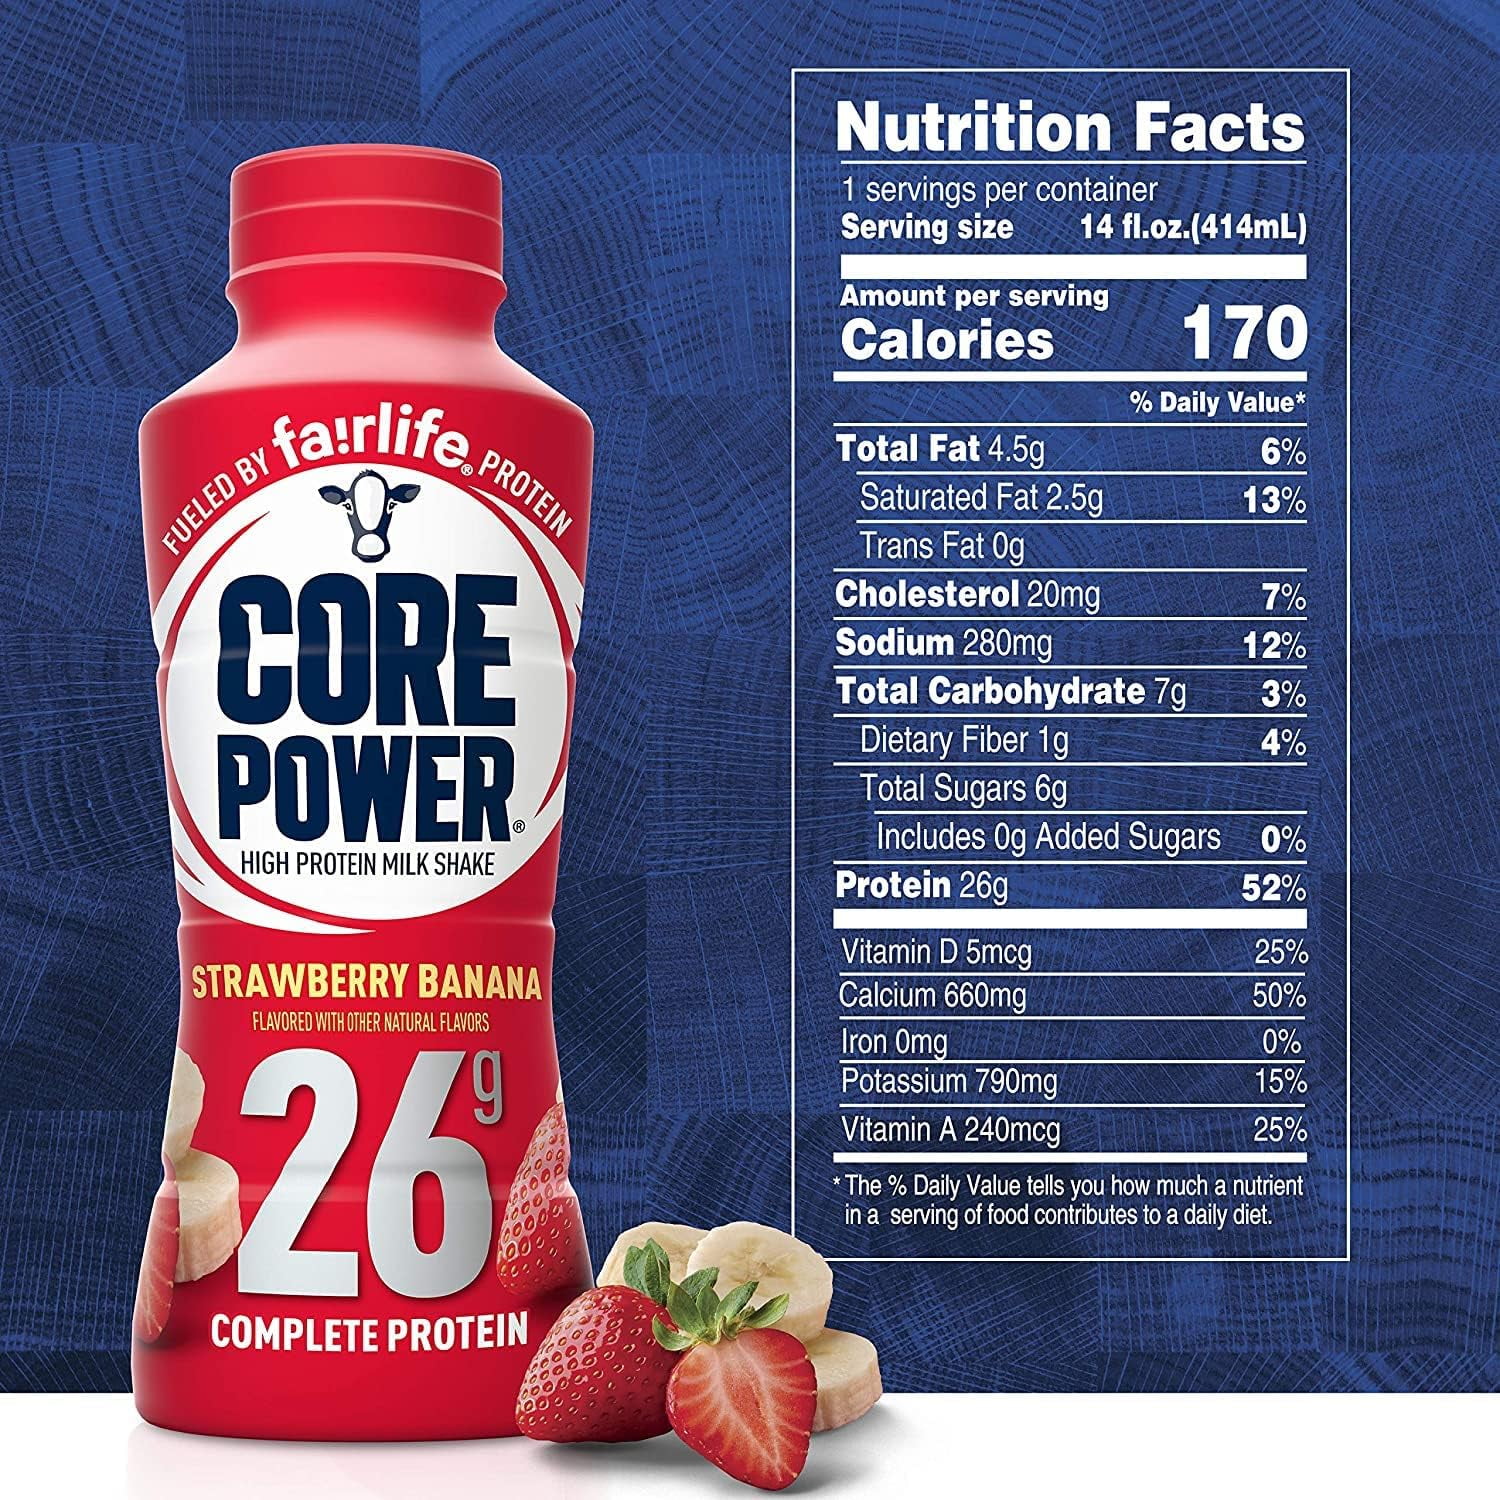 FUELED BY fa!rlife® PROTEIN
CORE
POWER®
HIGH PROTEIN MILK SHAKE
STRAWBERRY BANANA
FLAVORED WITH OTHER NATURAL FLAVORS
26g
COMPLETE PROTEIN
Nutrition Facts
1 servings per container
Serving size 14 fl.oz.(414mL)
Amount per serving
Calories 170
% Daily Value*
Total Fat 4.5g 6%
Saturated Fat 2.5g 13%
Trans Fat 0g
Cholesterol 20mg 7%
Sodium 280mg 12%
Total Carbohydrate 7g 3%
Dietary Fiber 1g 4%
Total Sugars 6g
Includes 0g Added Sugars 0%
Protein 26g 52%
Vitamin D 5mcg 25%
Calcium 660mg 50%
Iron 0mg 0%
Potassium 790mg 15%
Vitamin A 240mcg 25%
* The % Daily Value tells you how much a nutrient
in a serving of food contributes to a daily diet.